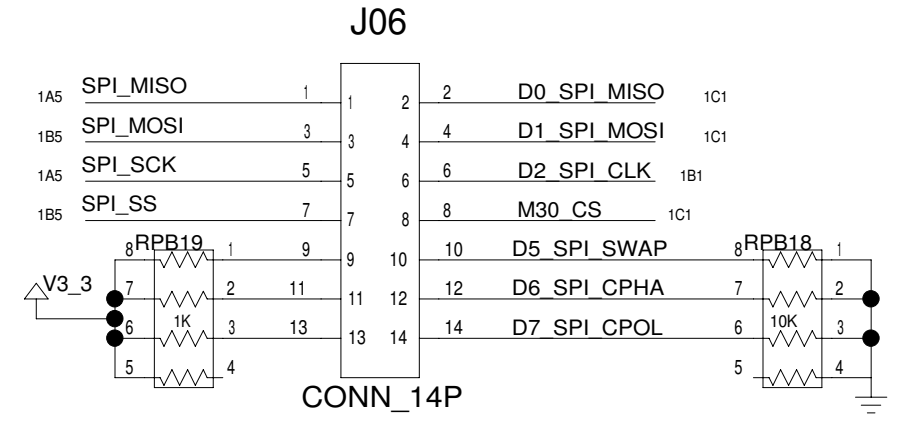 J06
1A5 SPI_MISO 1 1 2 2 D0_SPI_MISO 1C1
1B5 SPI_MOSI 3 3 4 4 D1_SPI_MOSI 1C1
1A5 SPI_SCK 5 5 6 6 D2_SPI_CLK 1B1
1B5 SPI_SS 7 7 8 8 M30_CS 1C1
8 RPB19 1 9 9 10 10 D5_SPI_SWAP 8 RPB18 1
V3_3 7 2 11 11 12 12 D6_SPI_CPHA 7 2
6 1K 3 13 13 14 14 D7_SPI_CPOL 6 10K 3
5 4 5 4
CONN_14P